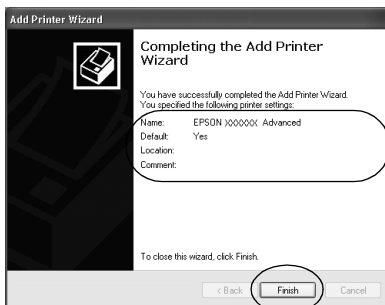 Add Printer Wizard
Completing the Add Printer
Wizard
You have successfully completed the Add Printer Wizard.
You specified the following printer settings:
Name: EPSON XXXXXX Advanced
Default: Yes
Location:
Comment:
To close this wizard, click Finish.
< Back Finish Cancel